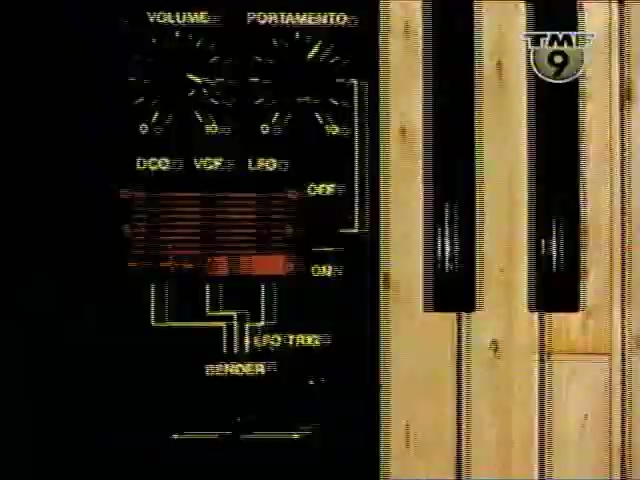 VOLUME PORTAMENTO
TMF
9
0 10 0 10
DCO VCF LFO
OFF
ON
LFO TRIG
BENDER